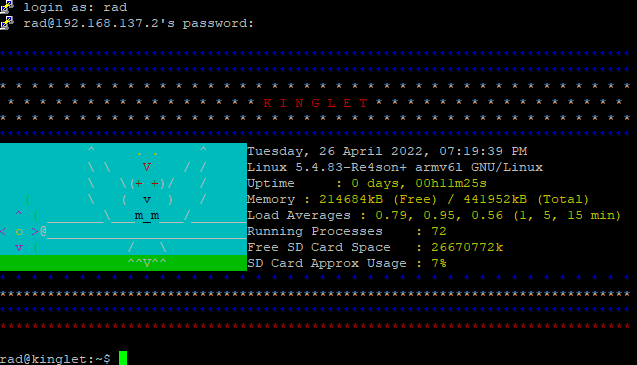 login as: rad
rad@192.168.137.2's password:
K I N G L E T
Tuesday, 26 April 2022, 07:19:39 PM
Linux 5.4.83-Re4son+ armv6l GNU/Linux
Uptime : 0 days, 00h11m25s
Memory : 214684kB (Free) / 441952kB (Total)
Load Averages : 0.79, 0.95, 0.56 (1, 5, 15 min)
Running Processes : 72
Free SD Card Space : 26670772k
SD Card Approx Usage : 7%
rad@kinglet:~$